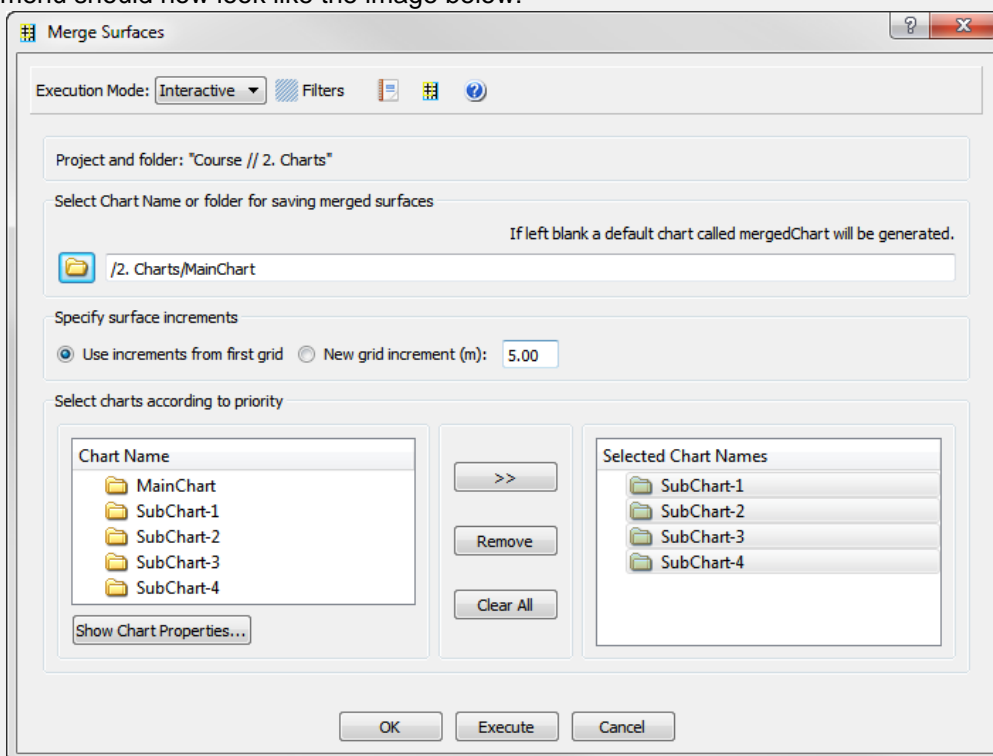 menu should now look like the image below.
Merge Surfaces
Execution Mode: Interactive Filters
Project and folder: "Course // 2. Charts"
Select Chart Name or folder for saving merged surfaces
If left blank a default chart called mergedChart will be generated.
/2. Charts/MainChart
Specify surface increments
Use increments from first grid New grid increment (m): 5.00
Select charts according to priority
Chart Name
MainChart
SubChart-1
SubChart-2
SubChart-3
SubChart-4
Show Chart Properties...
>>
Remove
Clear All
Selected Chart Names
SubChart-1
SubChart-2
SubChart-3
SubChart-4
OK Execute Cancel